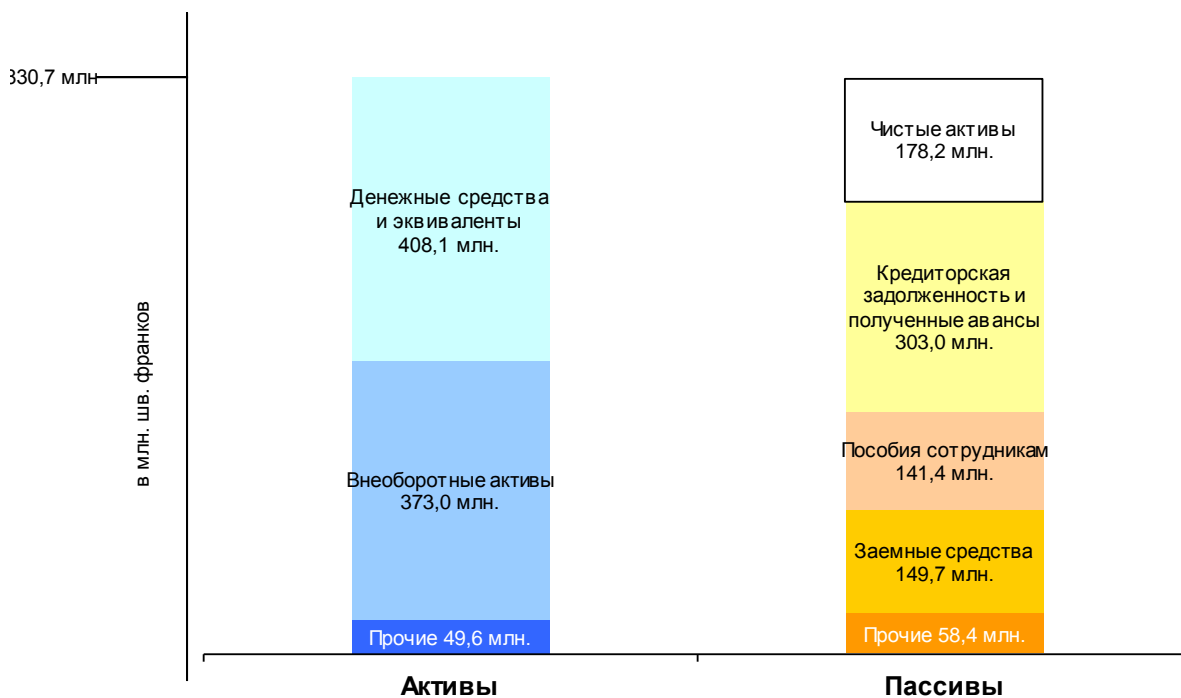 330,7 млн
Денежные средства
и эквиваленты
408,1 млн.
Внеоборотные активы
373,0 млн.
Прочие 49,6 млн.
Чистые активы
178,2 млн.
Кредиторская
задолженность и
полученные авансы
303,0 млн.
Пособия сотрудникам
141,4 млн.
Заемные средства
149,7 млн.
Прочие 58,4 млн.
в млн. шв. франков
Активы
Пассивы